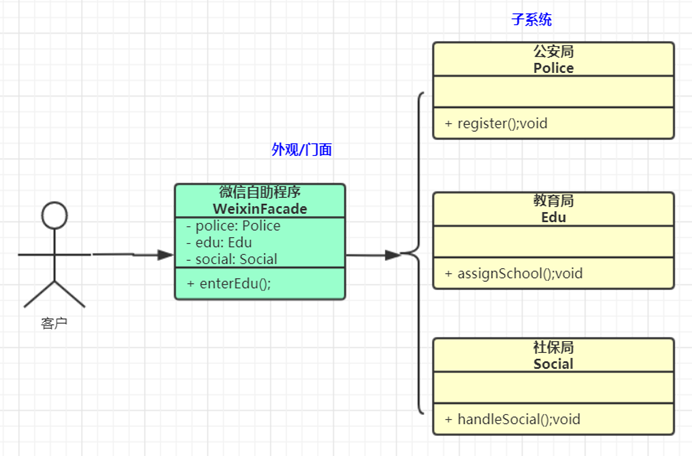 子系统
公安局
Police
+ register();void
外观/门面
微信自助程序
WeixinFacade
- police: Police
- edu: Edu
- social: Social
+ enterEdu();
教育局
Edu
+ assignSchool();void
客户
社保局
Social
+ handleSocial();void